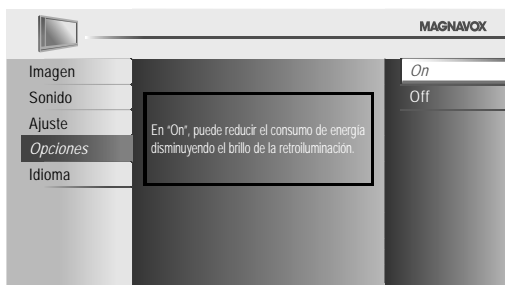 MAGNAVOX
Imagen
Sonido
Ajuste
Opciones
Idioma
En “On”, puede reducir el consumo de energía
disminuyendo el brillo de la retroiluminación.
On
Off